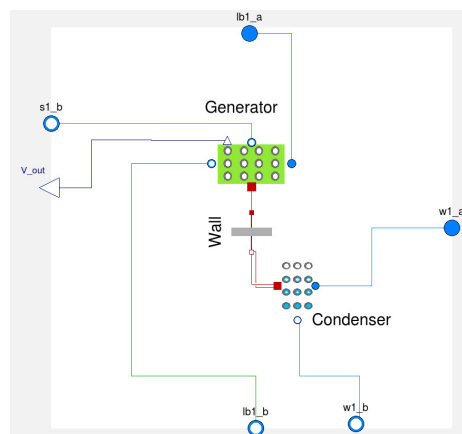 lb1_a
s1_b
Generator
V_out
Wall
w1_a
Condenser
lb1_b
w1_b